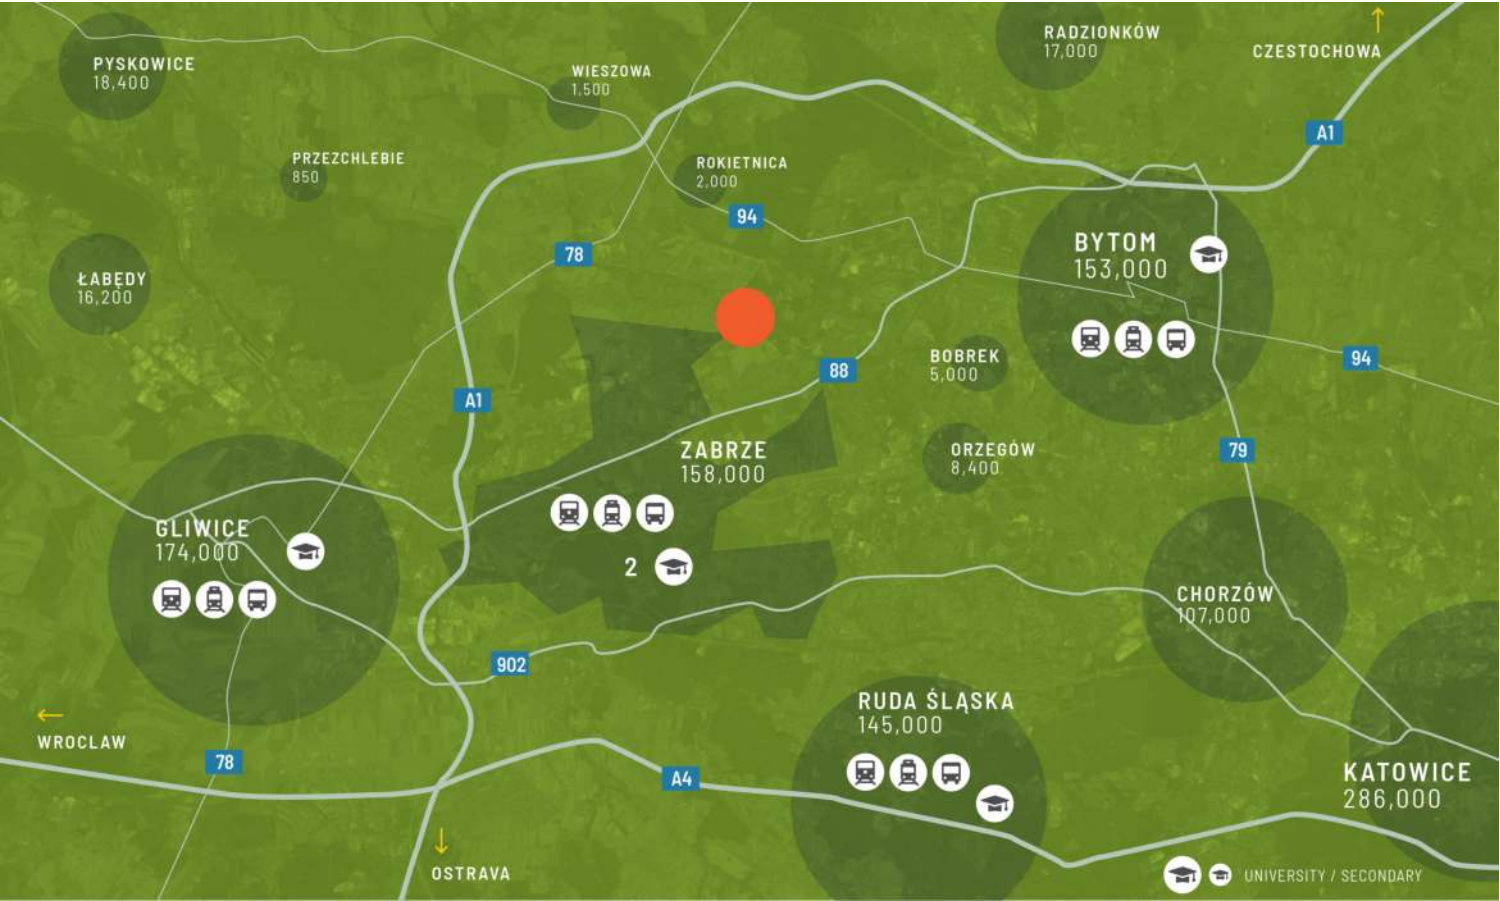 RADZIONKÓW
17,000
CZESTOCHOWA
PYSKOWICE
18,400
WIESZOWA
1,500
A1
PRZEZCHLEBIE
850
ROKIETNICA
2,000
94
78
BYTOM
153,000
ŁABĘDY
16,200
BOBREK
5,000
88
94
A1
ZABRZE
158,000
ORZEGÓW
8,400
79
GLIWICE
174,000
2
CHORZÓW
107,000
902
RUDA ŚLĄSKA
145,000
WROCLAW
78
A4
KATOWICE
286,000
OSTRAVA
UNIVERSITY / SECONDARY